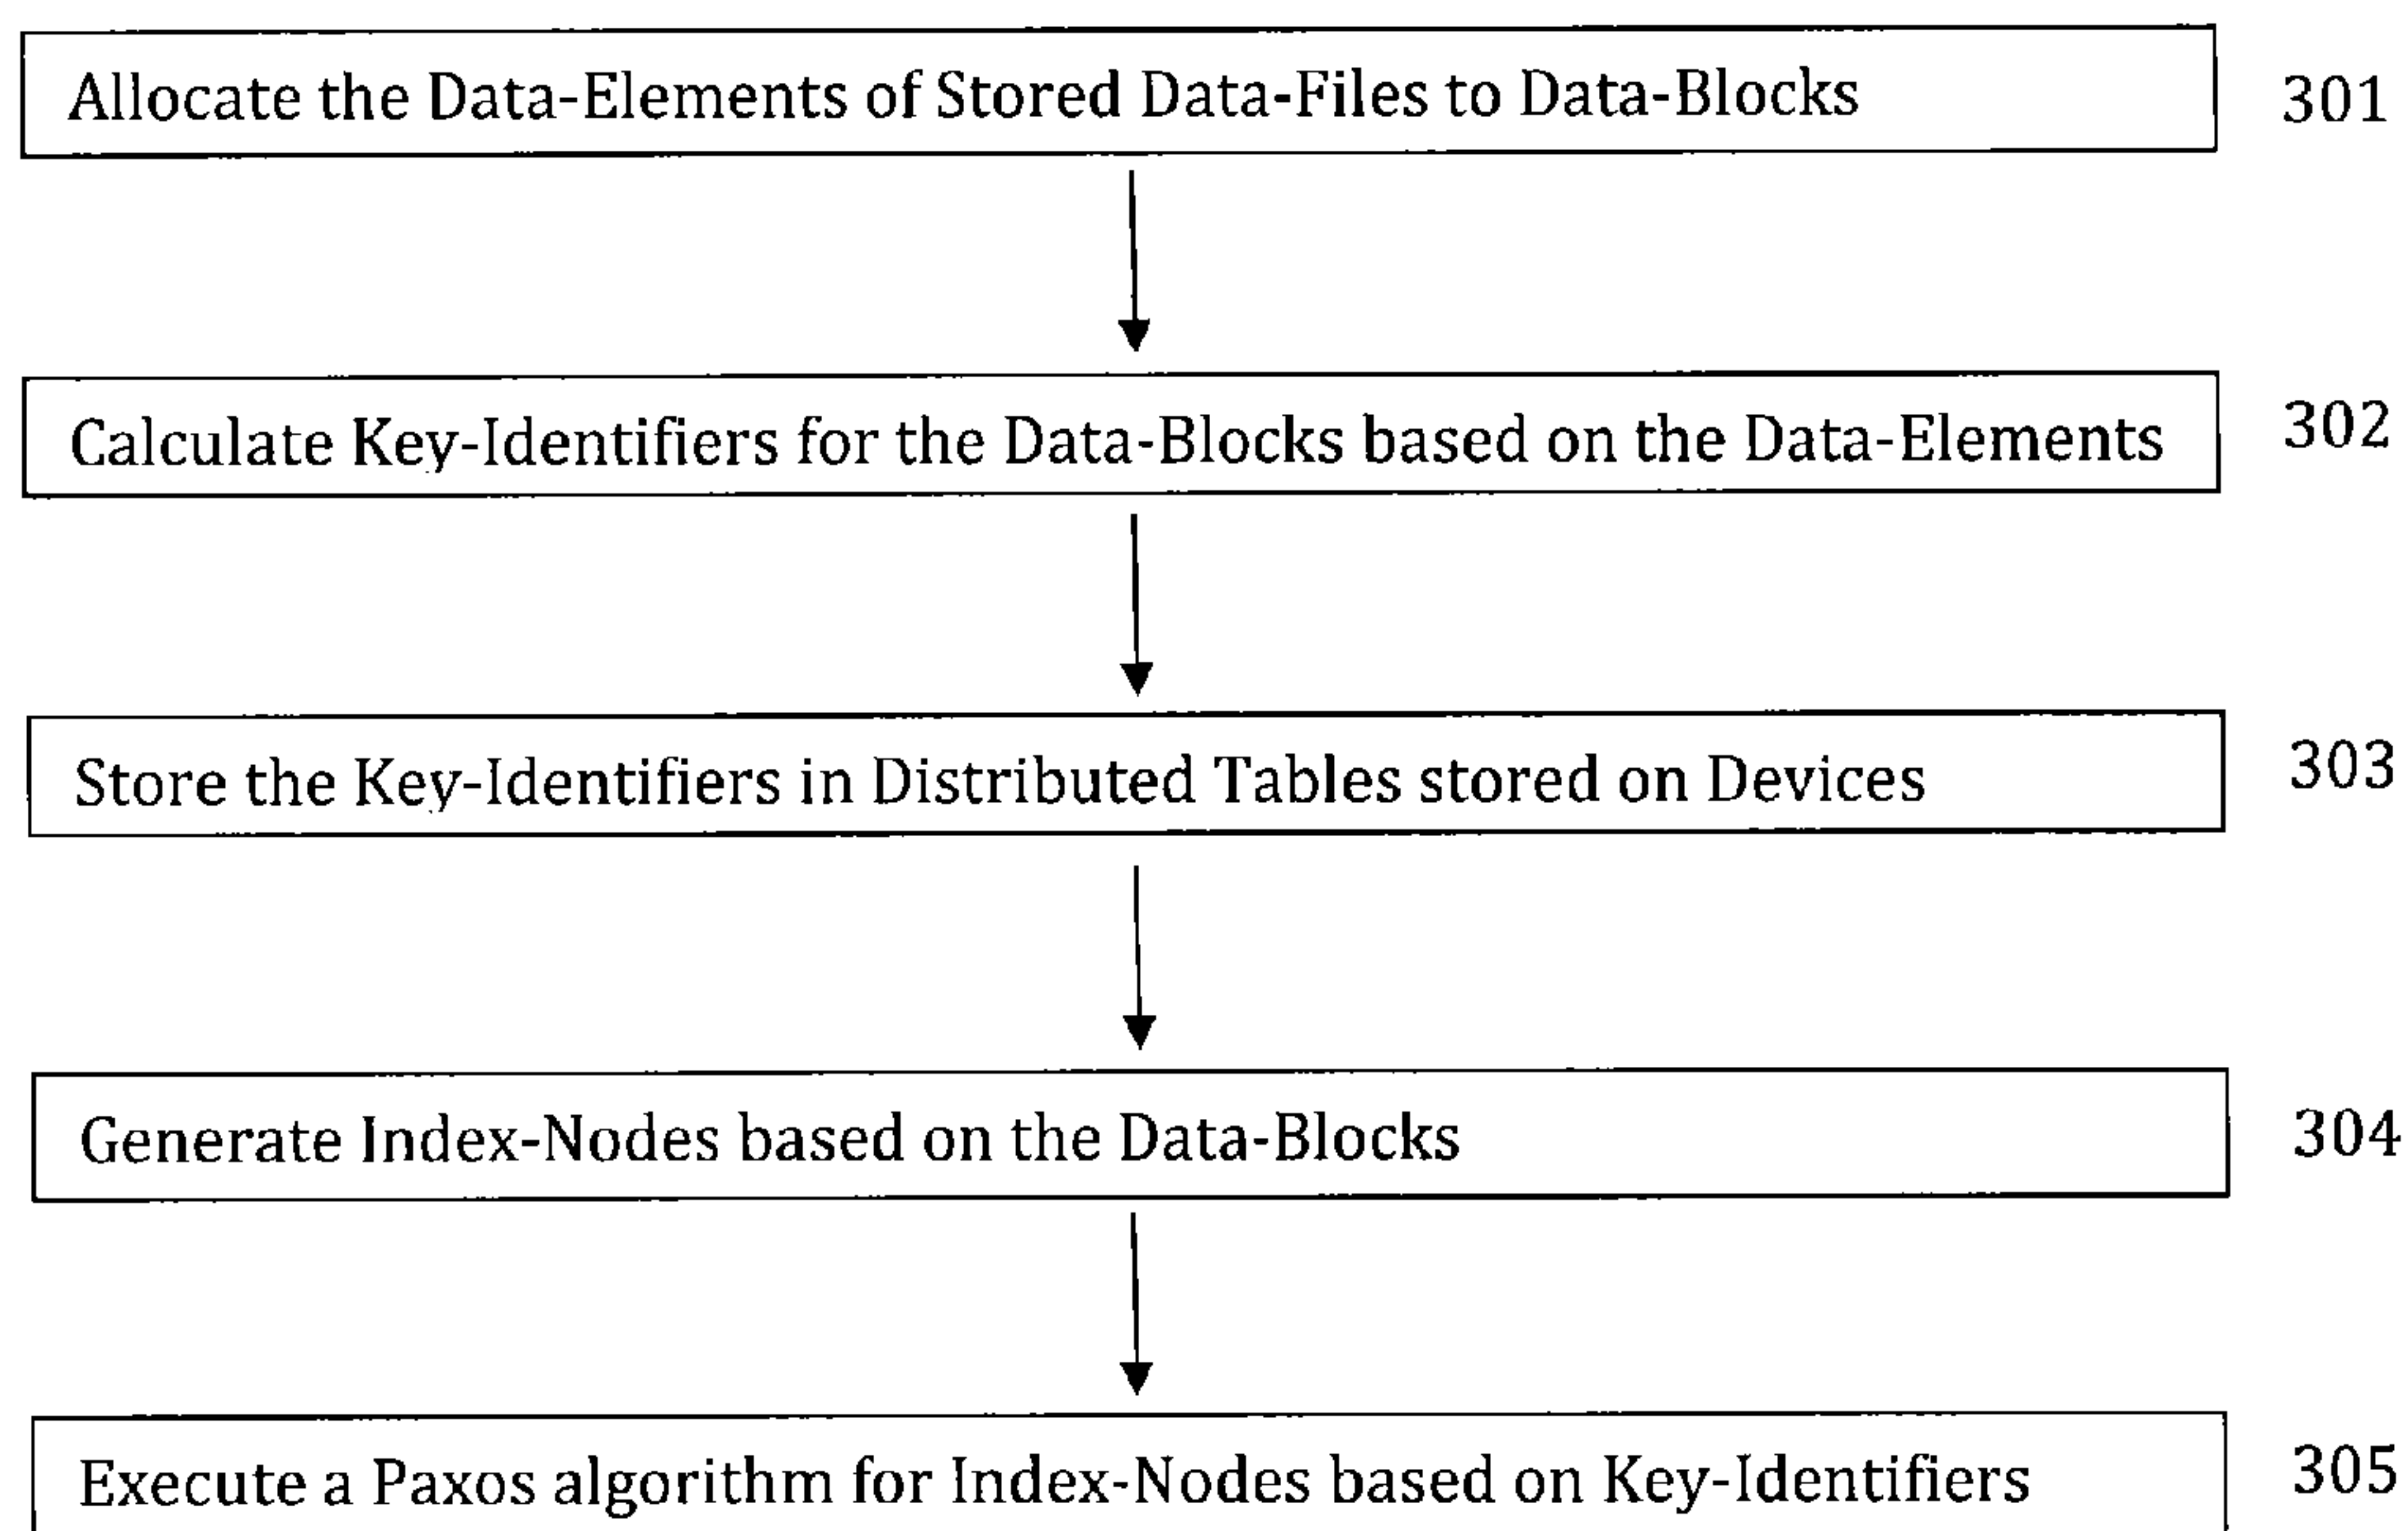 Allocate the Data-Elements of Stored Data-Files to Data-Blocks 301
Calculate Key-Identifiers for the Data-Blocks based on the Data-Elements 302
Store the Key-Identifiers in Distributed Tables stored on Devices 303
Generate Index-Nodes based on the Data-Blocks 304
Execute a Paxos algorithm for Index-Nodes based on Key-Identifiers 305